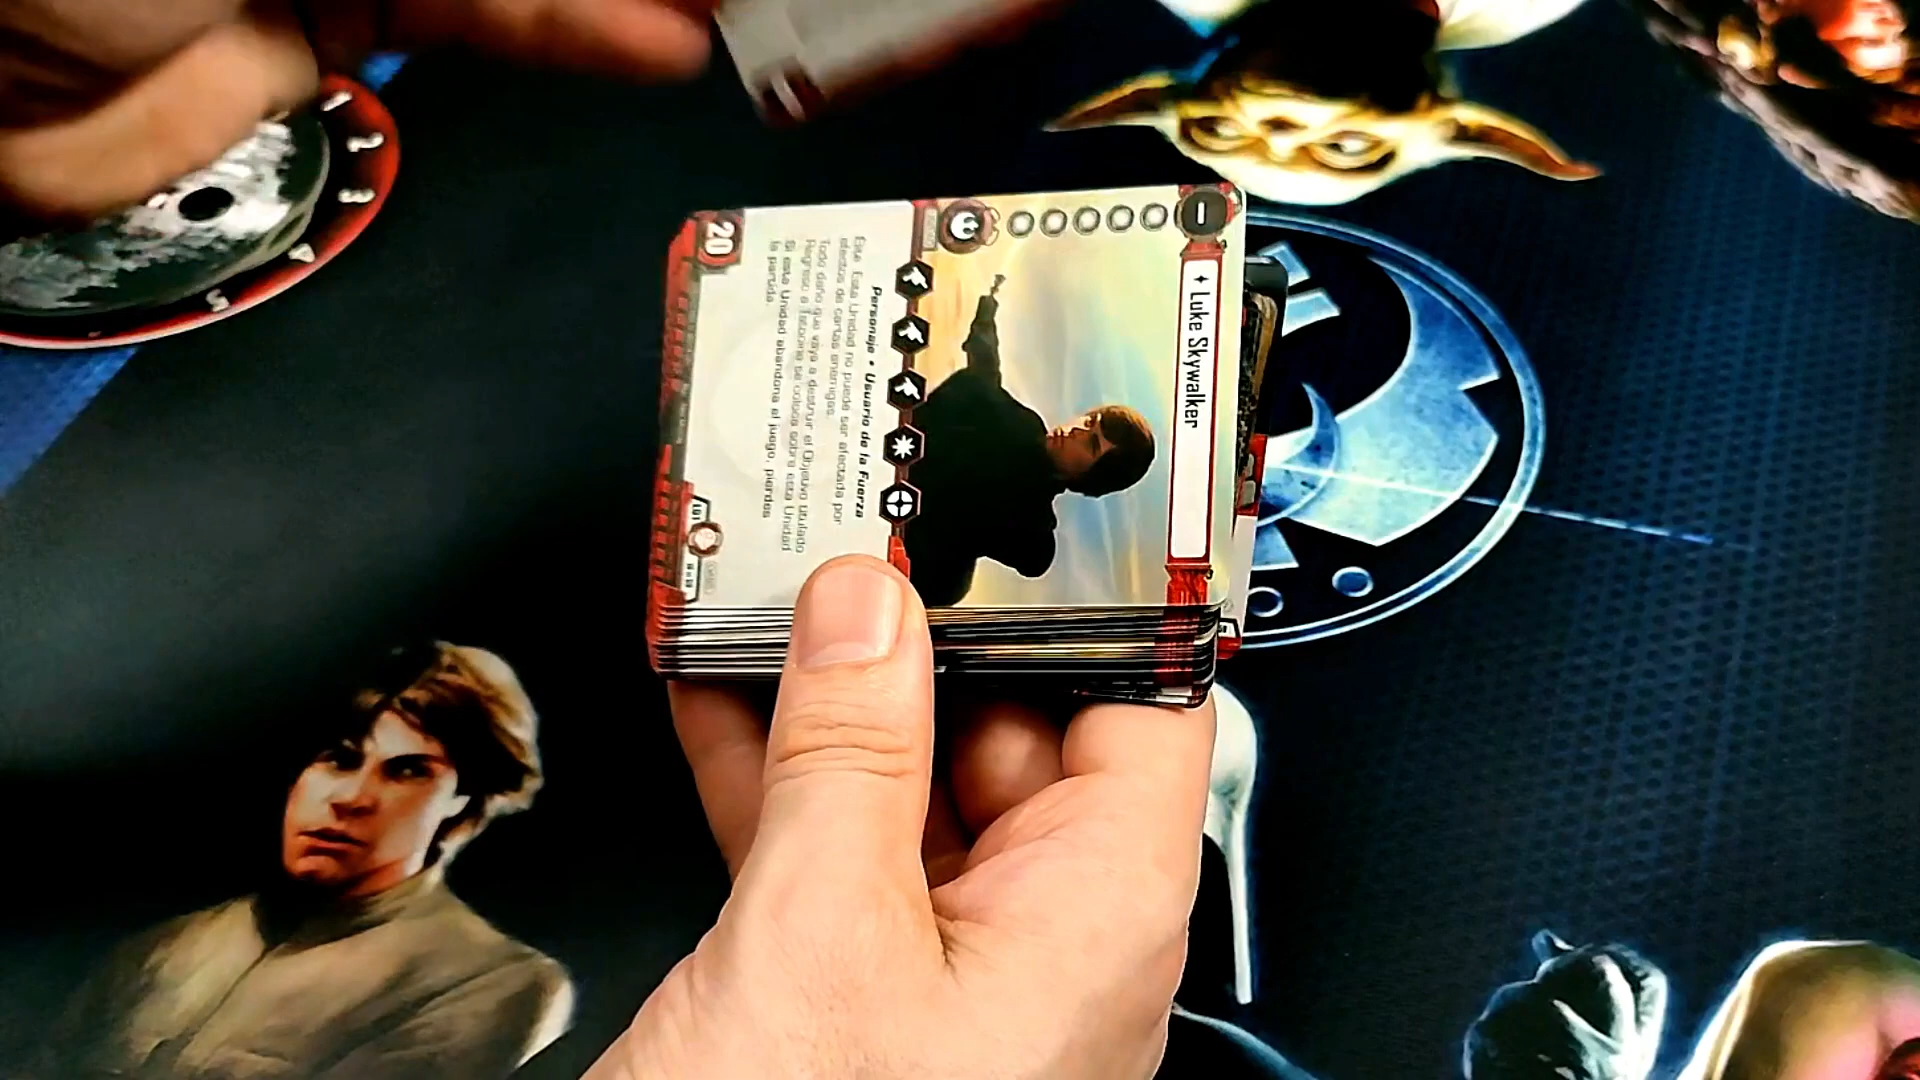 Luke Skywalker
Personaje • Usuario de la Fuerza
Élite. Esta Unidad no puede ser afectada por
efectos de cartas enemigas.
Todo daño que vaya a destruir el Objetivo titulado
Regreso a Tatooine se coloca sobre esta Unidad.
Si esta Unidad abandona el juego, pierdes
la partida.
20
1
2
3
4
5